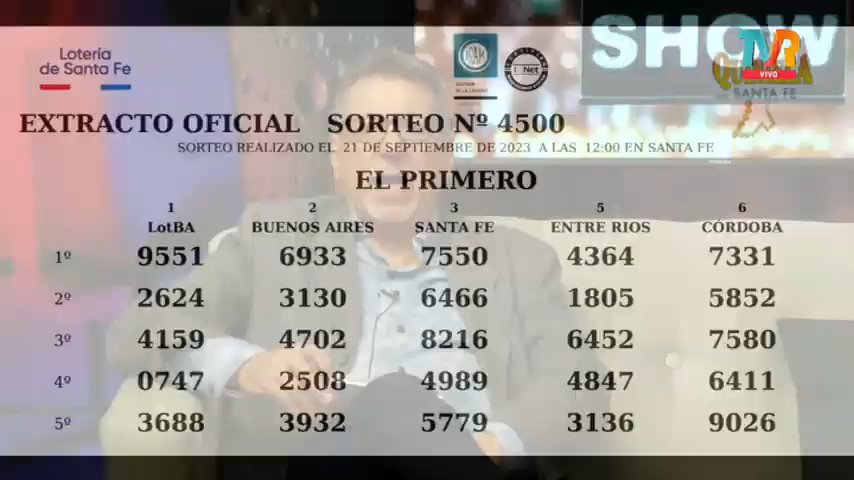 SHOW
TVR
VIVO
QUINIELA
SANTA FE
Lotería
de Santa Fe
EXTRACTO OFICIAL SORTEO Nº 4500
SORTEO REALIZADO EL 21 DE SEPTIEMBRE DE 2023 A LAS 12:00 EN SANTA FE
EL PRIMERO
1 2 3 5 6
LotBA BUENOS AIRES SANTA FE ENTRE RIOS CÓRDOBA
1º 9551 6933 7550 4364 7331
2º 2624 3130 6466 1805 5852
3º 4159 4702 8216 6452 7580
4º 0747 2508 4989 4847 6411
5º 3688 3932 5779 3136 9026